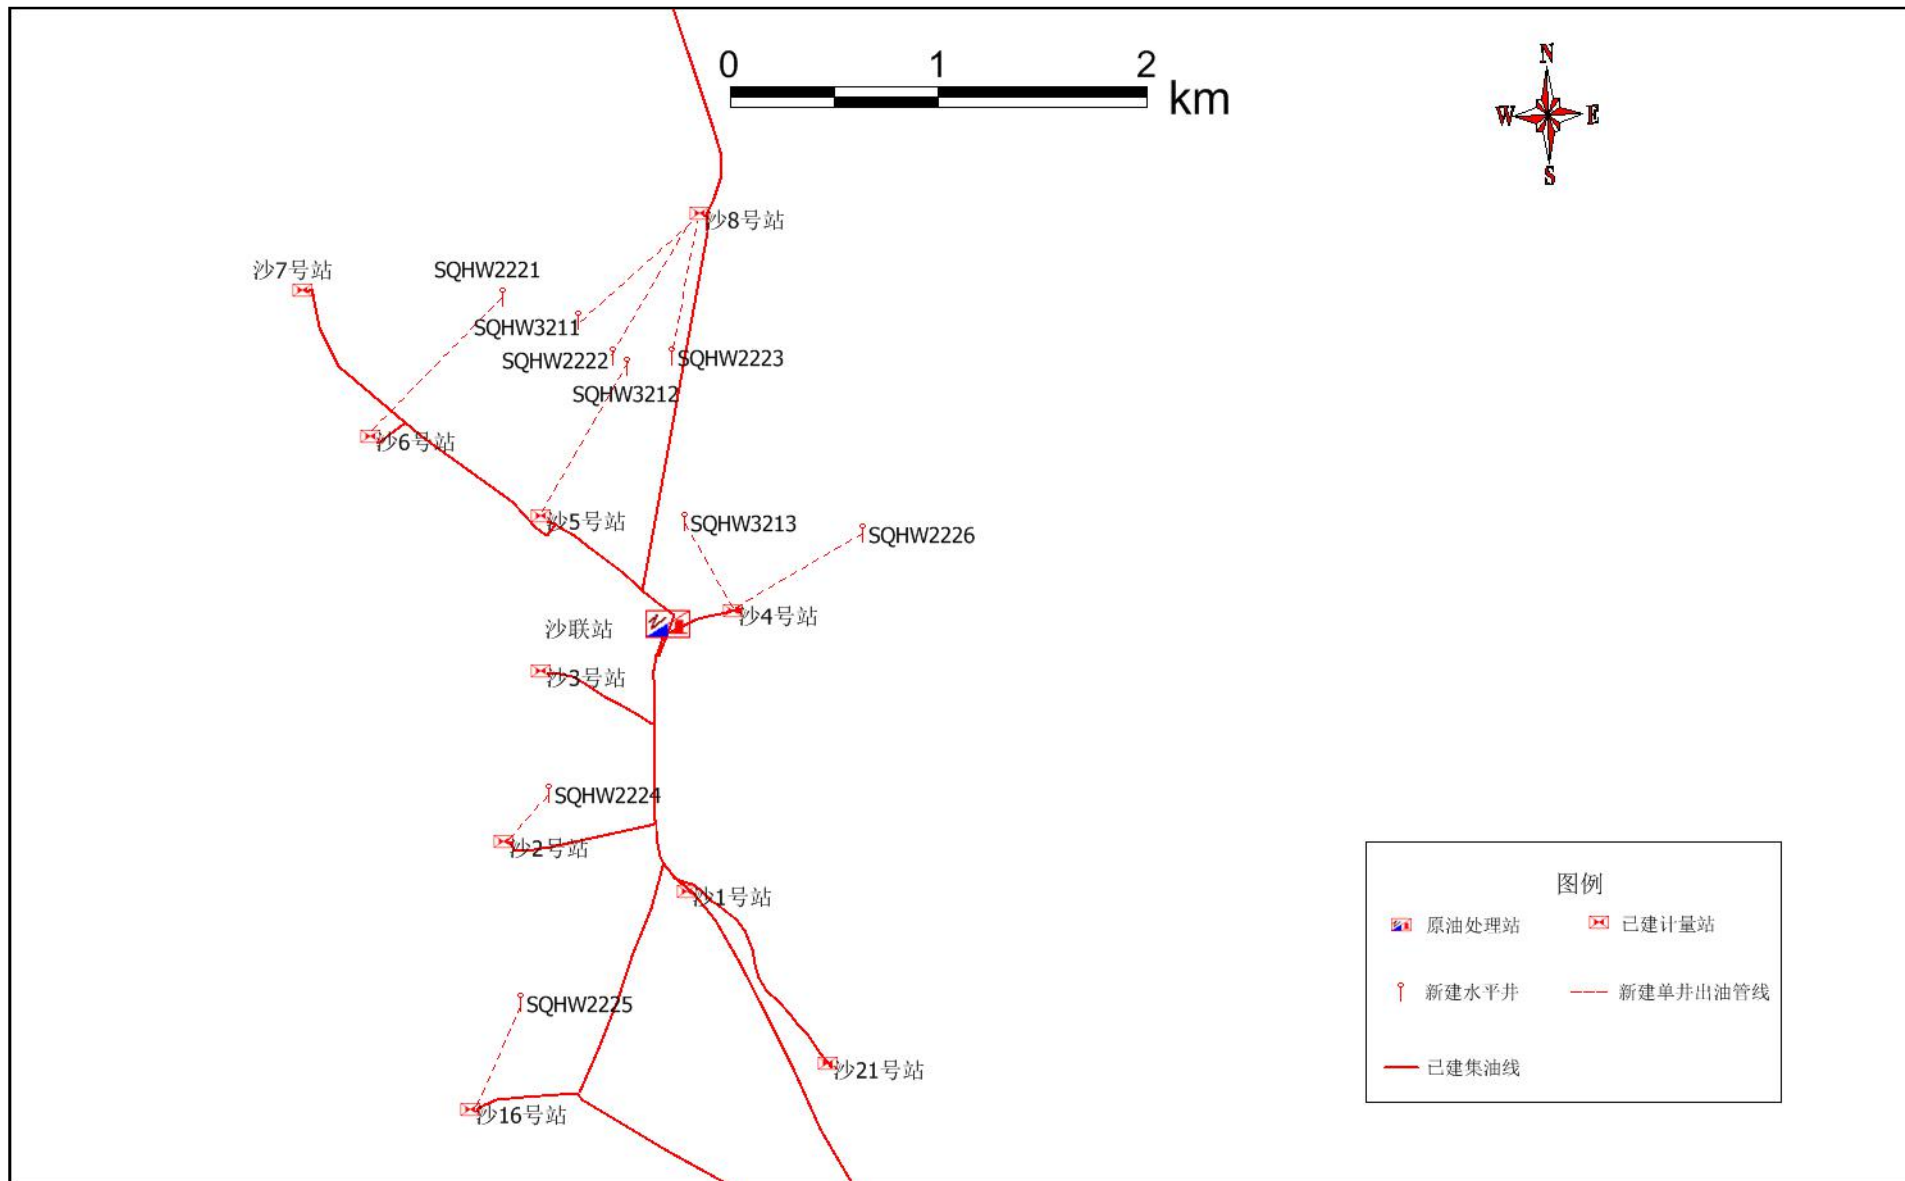 0 1 2
km
N
W E
S
沙8号站
沙7号站
SQHW2221
SQHW3211
SQHW2222
SQHW2223
SQHW3212
沙6号站
沙5号站
SQHW3213
SQHW2226
沙4号站
沙联站
沙3号站
SQHW2224
沙2号站
沙1号站
SQHW2225
沙21号站
沙16号站
图例
原油处理站 已建计量站
新建水平井 新建单井出油管线
已建集油线